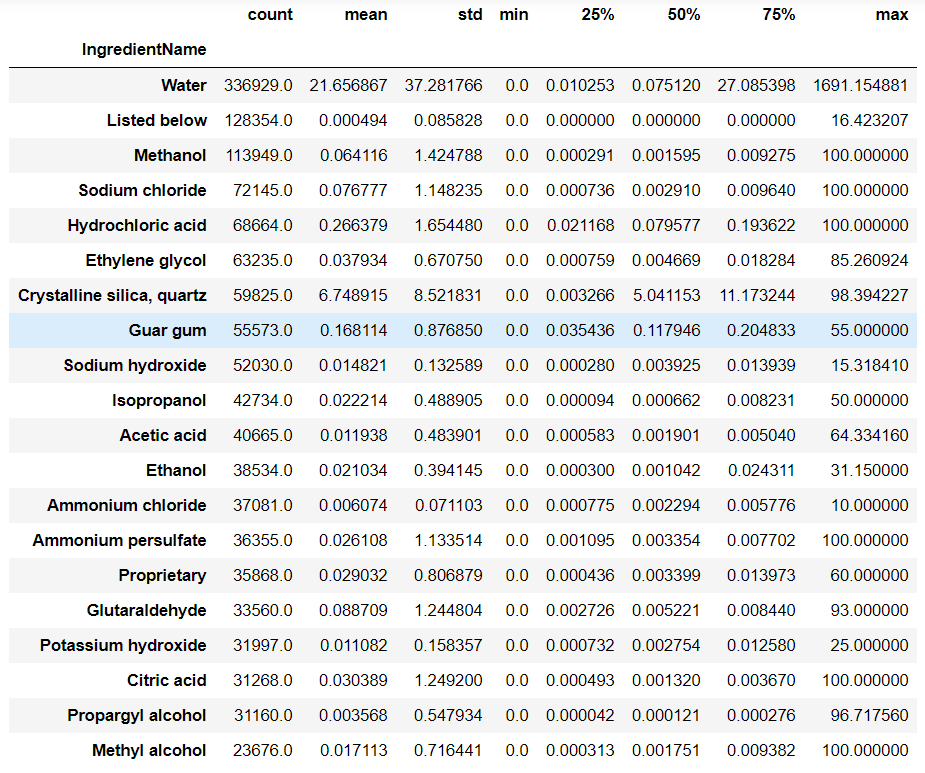 count mean std min 25% 50% 75% max
IngredientName
Water 336929.0 21.656867 37.281766 0.0 0.010253 0.075120 27.085398 1691.154881
Listed below 128354.0 0.000494 0.085828 0.0 0.000000 0.000000 0.000000 16.423207
Methanol 113949.0 0.064116 1.424788 0.0 0.000291 0.001595 0.009275 100.000000
Sodium chloride 72145.0 0.076777 1.148235 0.0 0.000736 0.002910 0.009640 100.000000
Hydrochloric acid 68664.0 0.266379 1.654480 0.0 0.021168 0.079577 0.193622 100.000000
Ethylene glycol 63235.0 0.037934 0.670750 0.0 0.000759 0.004669 0.018284 85.260924
Crystalline silica, quartz 59825.0 6.748915 8.521831 0.0 0.003266 5.041153 11.173244 98.394227
Guar gum 55573.0 0.168114 0.876850 0.0 0.035436 0.117946 0.204833 55.000000
Sodium hydroxide 52030.0 0.014821 0.132589 0.0 0.000280 0.003925 0.013939 15.318410
Isopropanol 42734.0 0.022214 0.488905 0.0 0.000094 0.000662 0.008231 50.000000
Acetic acid 40665.0 0.011938 0.483901 0.0 0.000583 0.001901 0.005040 64.334160
Ethanol 38534.0 0.021034 0.394145 0.0 0.000300 0.001042 0.024311 31.150000
Ammonium chloride 37081.0 0.006074 0.071103 0.0 0.000775 0.002294 0.005776 10.000000
Ammonium persulfate 36355.0 0.026108 1.133514 0.0 0.001095 0.003354 0.007702 100.000000
Proprietary 35868.0 0.029032 0.806879 0.0 0.000436 0.003399 0.013973 60.000000
Glutaraldehyde 33560.0 0.088709 1.244804 0.0 0.002726 0.005221 0.008440 93.000000
Potassium hydroxide 31997.0 0.011082 0.158357 0.0 0.000732 0.002754 0.012580 25.000000
Citric acid 31268.0 0.030389 1.249200 0.0 0.000493 0.001320 0.003670 100.000000
Propargyl alcohol 31160.0 0.003568 0.547934 0.0 0.000042 0.000121 0.000276 96.717560
Methyl alcohol 23676.0 0.017113 0.716441 0.0 0.000313 0.001751 0.009382 100.000000